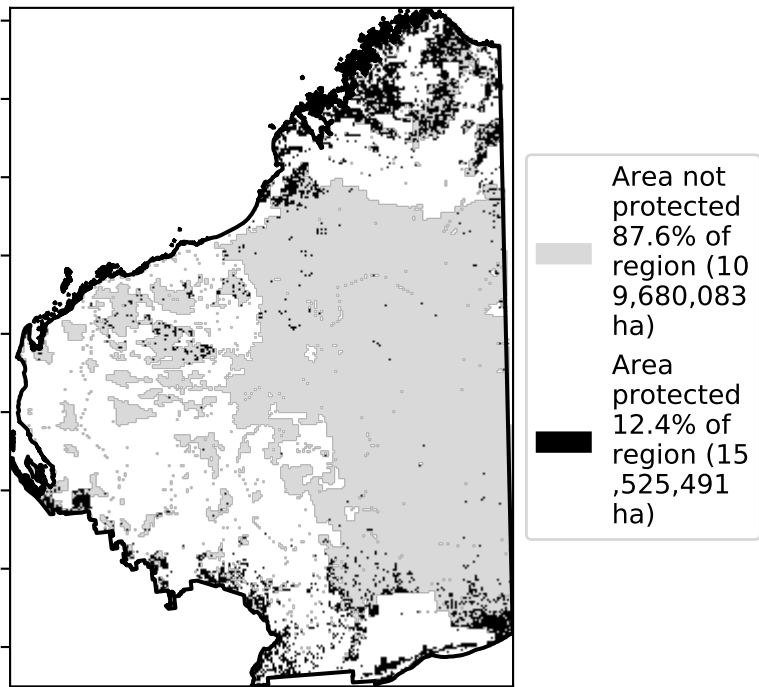 Area not
protected
87.6% of
region (10
9,680,083
ha)
Area
protected
12.4% of
region (15
,525,491
ha)